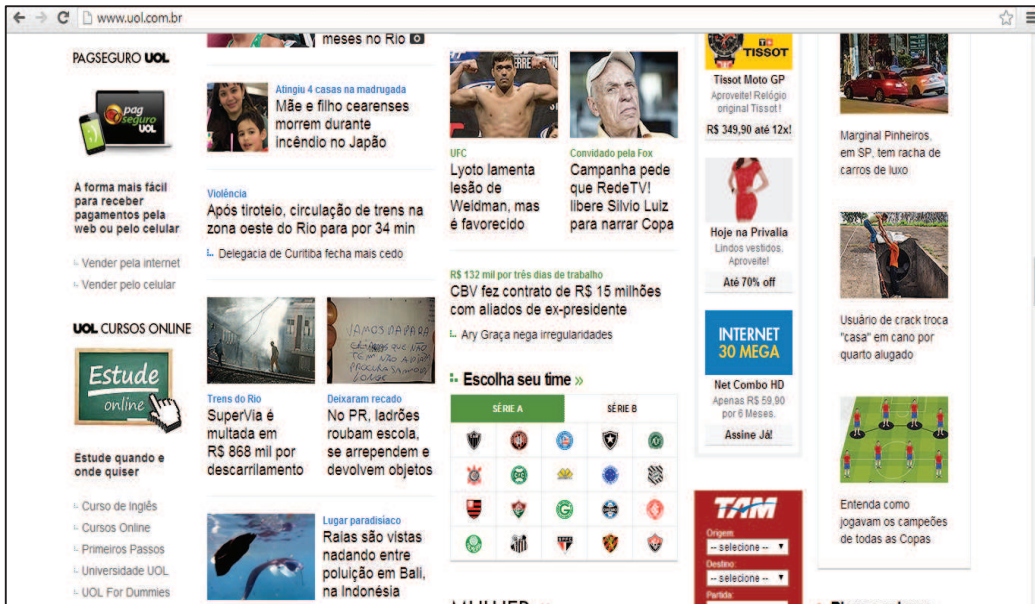 www.uol.com.br
PAGSEGURO UOL
pag
seguro
UOL
A forma mais fácil
para receber
pagamentos pela
web ou pelo celular
Vender pela internet
Vender pelo celular
UOL CURSOS ONLINE
Estude
online
Estude quando e
onde quiser
Curso de Inglês
Cursos Online
Primeiros Passos
Universidade UOL
UOL For Dummies
meses no Rio
Atingiu 4 casas na madrugada
Mãe e filho cearenses
morrem durante
incêndio no Japão
Violência
Após tiroteio, circulação de trens na
zona oeste do Rio para por 34 min
Delegacia de Curitiba fecha mais cedo
Trens do Rio
SuperVia é
multada em
R$ 868 mil por
descarrilamento
Deixaram recado
No PR, ladrões
roubam escola,
se arrependem e
devolvem objetos
Lugar paradisíaco
Raias são vistas
nadando entre
poluição em Bali,
na Indonésia
UFC
Lyoto lamenta
lesão de
Weidman, mas
é favorecido
Convidado pela Fox
Campanha pede
que RedeTV!
libere Silvio Luiz
para narrar Copa
R$ 132 mil por três dias de trabalho
CBV fez contrato de R$ 15 milhões
com aliados de ex-presidente
Ary Graça nega irregularidades
Escolha seu time »
SÉRIE A
SÉRIE B
TISSOT
Tissot Moto GP
Aproveite! Relógio
original Tissot !
R$ 349,90 até 12x!
Hoje na Privalia
Lindos vestidos.
Aproveite!
Até 70% off
INTERNET
30 MEGA
Net Combo HD
Apenas R$ 59,90
por 6 Meses.
Assine Já!
TAM
Origem:
-- selecione --
Destino:
-- selecione --
Partida:
Marginal Pinheiros,
em SP, tem racha de
carros de luxo
Usuário de crack troca
"casa" em cano por
quarto alugado
Entenda como
jogavam os campeões
de todas as Copas